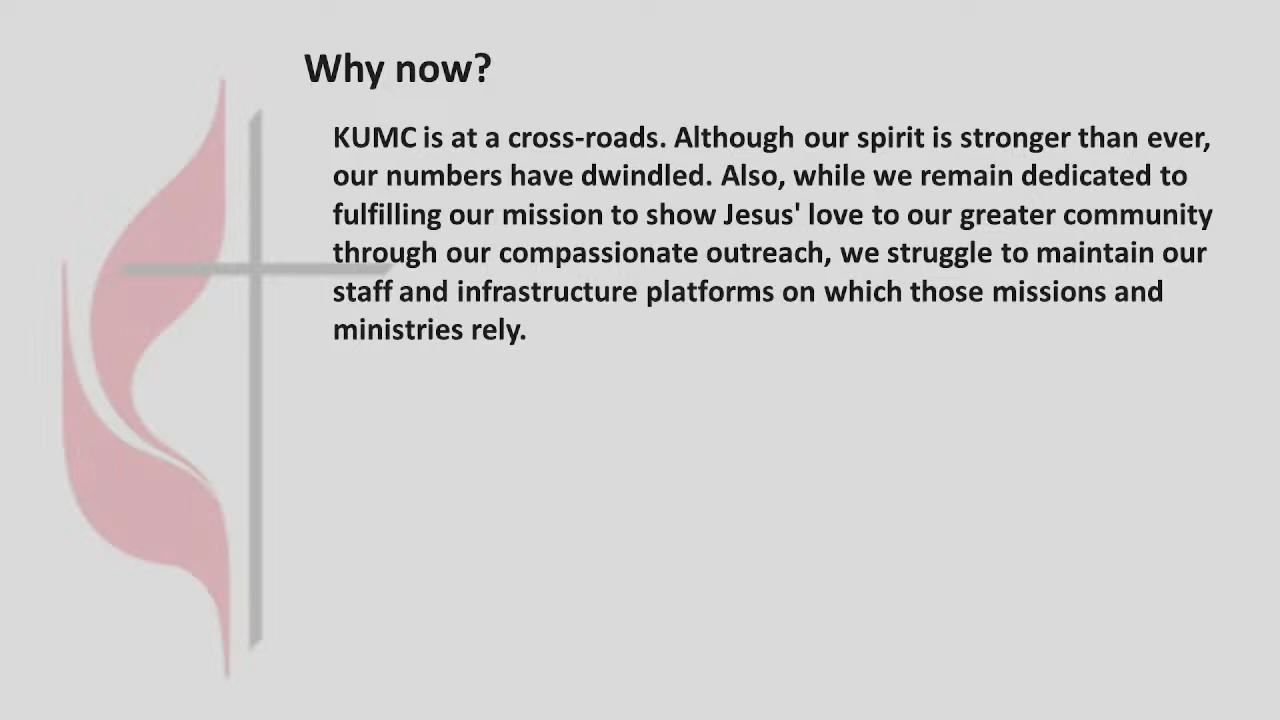 Why now?
KUMC is at a cross-roads. Although our spirit is stronger than ever,
our numbers have dwindled. Also, while we remain dedicated to
fulfilling our mission to show Jesus' love to our greater community
through our compassionate outreach, we struggle to maintain our
staff and infrastructure platforms on which those missions and
ministries rely.